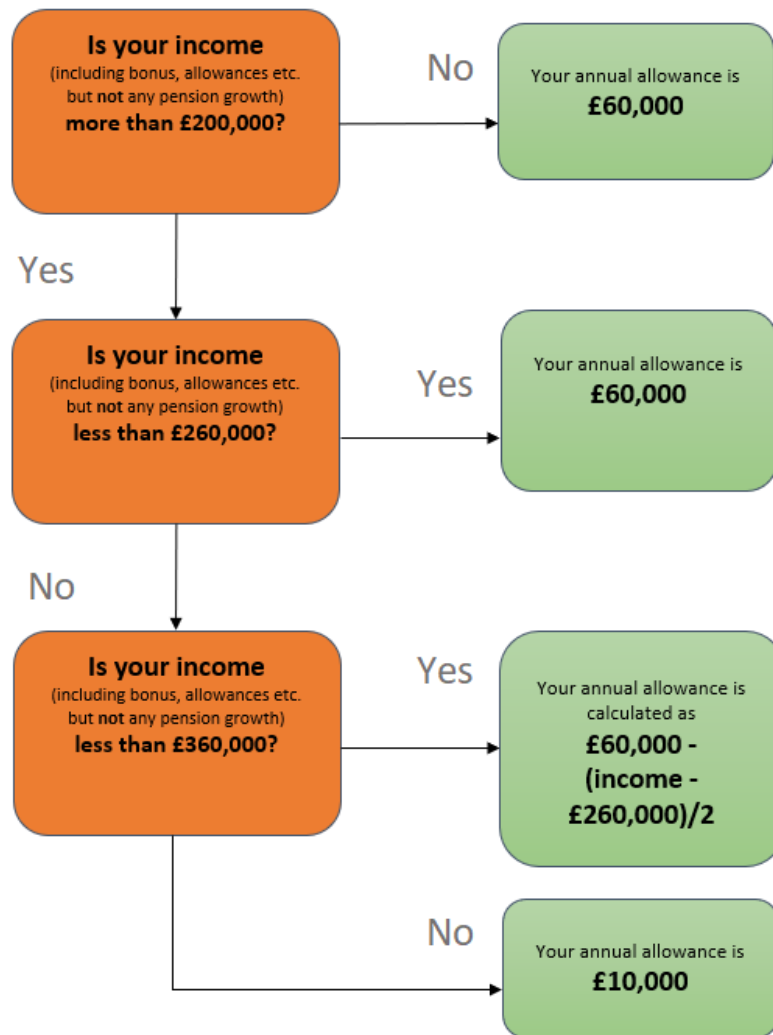 Is your income
(including bonus, allowances etc.
but not any pension growth)
more than £200,000?
No
Your annual allowance is
£60,000
Yes
Is your income
(including bonus, allowances etc.
but not any pension growth)
less than £260,000?
Yes
Your annual allowance is
£60,000
No
Is your income
(including bonus, allowances etc.
but not any pension growth)
less than £360,000?
Yes
Your annual allowance is
calculated as
£60,000 -
(income -
£260,000)/2
No
Your annual allowance is
£10,000